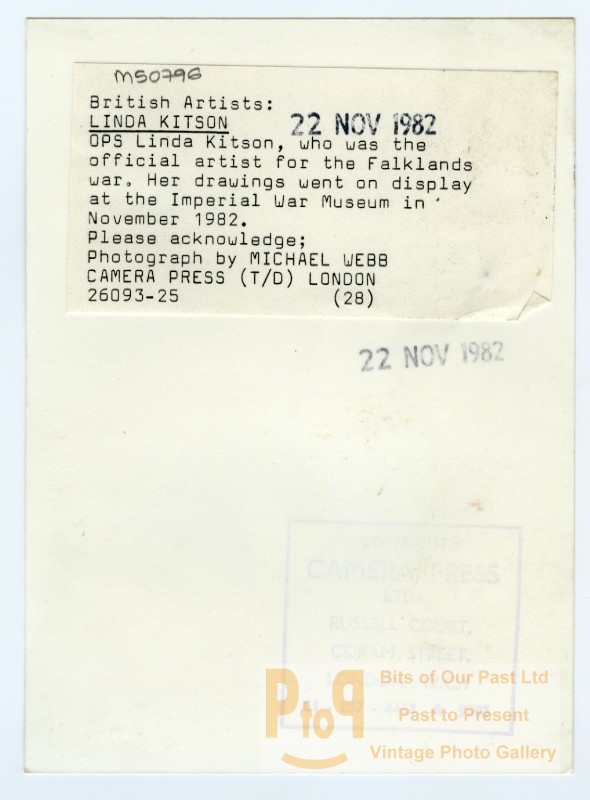 M50796
British Artists:
LINDA KITSON 22 NOV 1982
OPS Linda Kitson, who was the
official artist for the Falklands
war. Her drawings went on display
at the Imperial War Museum in
November 1982.
Please acknowledge;
Photograph by MICHAEL WEBB
CAMERA PRESS (T/D) LONDON
26093-25 (28)
22 NOV 1982
COPYRIGHT
CAMERA PRESS
LTD.
RUSSELL COURT,
CORAM STREET,
LONDON,
PtoP
Bits of Our Past Ltd
Past to Present
Vintage Photo Gallery